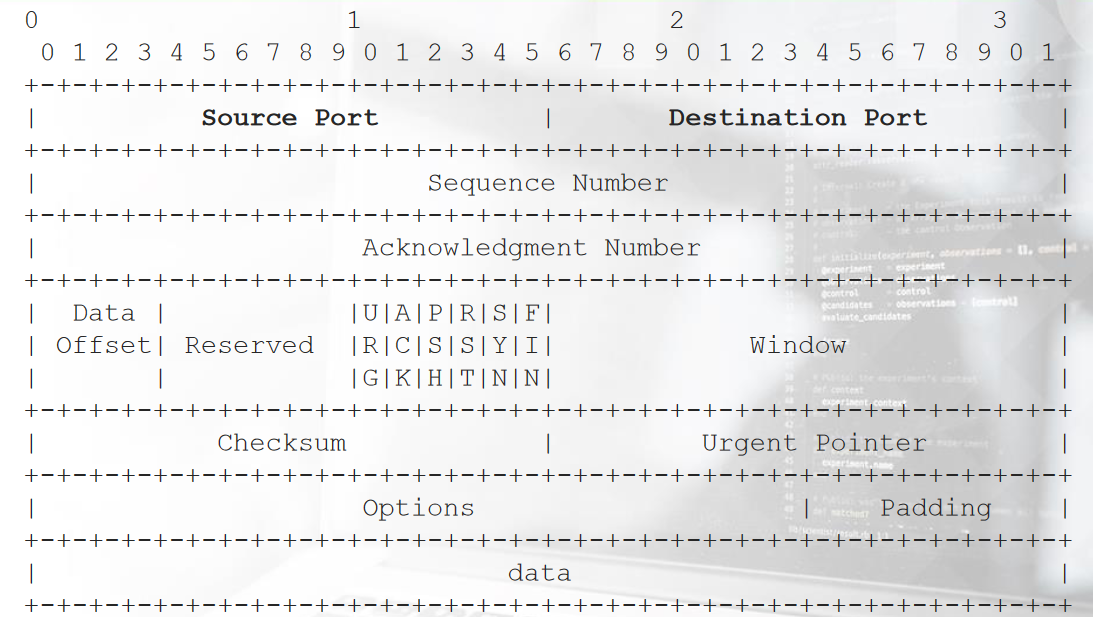 0                   1                   2                   3
 0 1 2 3 4 5 6 7 8 9 0 1 2 3 4 5 6 7 8 9 0 1 2 3 4 5 6 7 8 9 0 1
+-+-+-+-+-+-+-+-+-+-+-+-+-+-+-+-+-+-+-+-+-+-+-+-+-+-+-+-+-+-+-+-+
|          Source Port          |       Destination Port        |
+-+-+-+-+-+-+-+-+-+-+-+-+-+-+-+-+-+-+-+-+-+-+-+-+-+-+-+-+-+-+-+-+
|                        Sequence Number                        |
+-+-+-+-+-+-+-+-+-+-+-+-+-+-+-+-+-+-+-+-+-+-+-+-+-+-+-+-+-+-+-+-+
|                    Acknowledgment Number                      |
+-+-+-+-+-+-+-+-+-+-+-+-+-+-+-+-+-+-+-+-+-+-+-+-+-+-+-+-+-+-+-+-+
|  Data |           |U|A|P|R|S|F|                               |
| Offset| Reserved  |R|C|S|S|Y|I|            Window             |
|       |           |G|K|H|T|N|N|                               |
+-+-+-+-+-+-+-+-+-+-+-+-+-+-+-+-+-+-+-+-+-+-+-+-+-+-+-+-+-+-+-+-+
|           Checksum            |         Urgent Pointer        |
+-+-+-+-+-+-+-+-+-+-+-+-+-+-+-+-+-+-+-+-+-+-+-+-+-+-+-+-+-+-+-+-+
|                    Options                    |    Padding    |
+-+-+-+-+-+-+-+-+-+-+-+-+-+-+-+-+-+-+-+-+-+-+-+-+-+-+-+-+-+-+-+-+
|                             data                              |
+-+-+-+-+-+-+-+-+-+-+-+-+-+-+-+-+-+-+-+-+-+-+-+-+-+-+-+-+-+-+-+-+